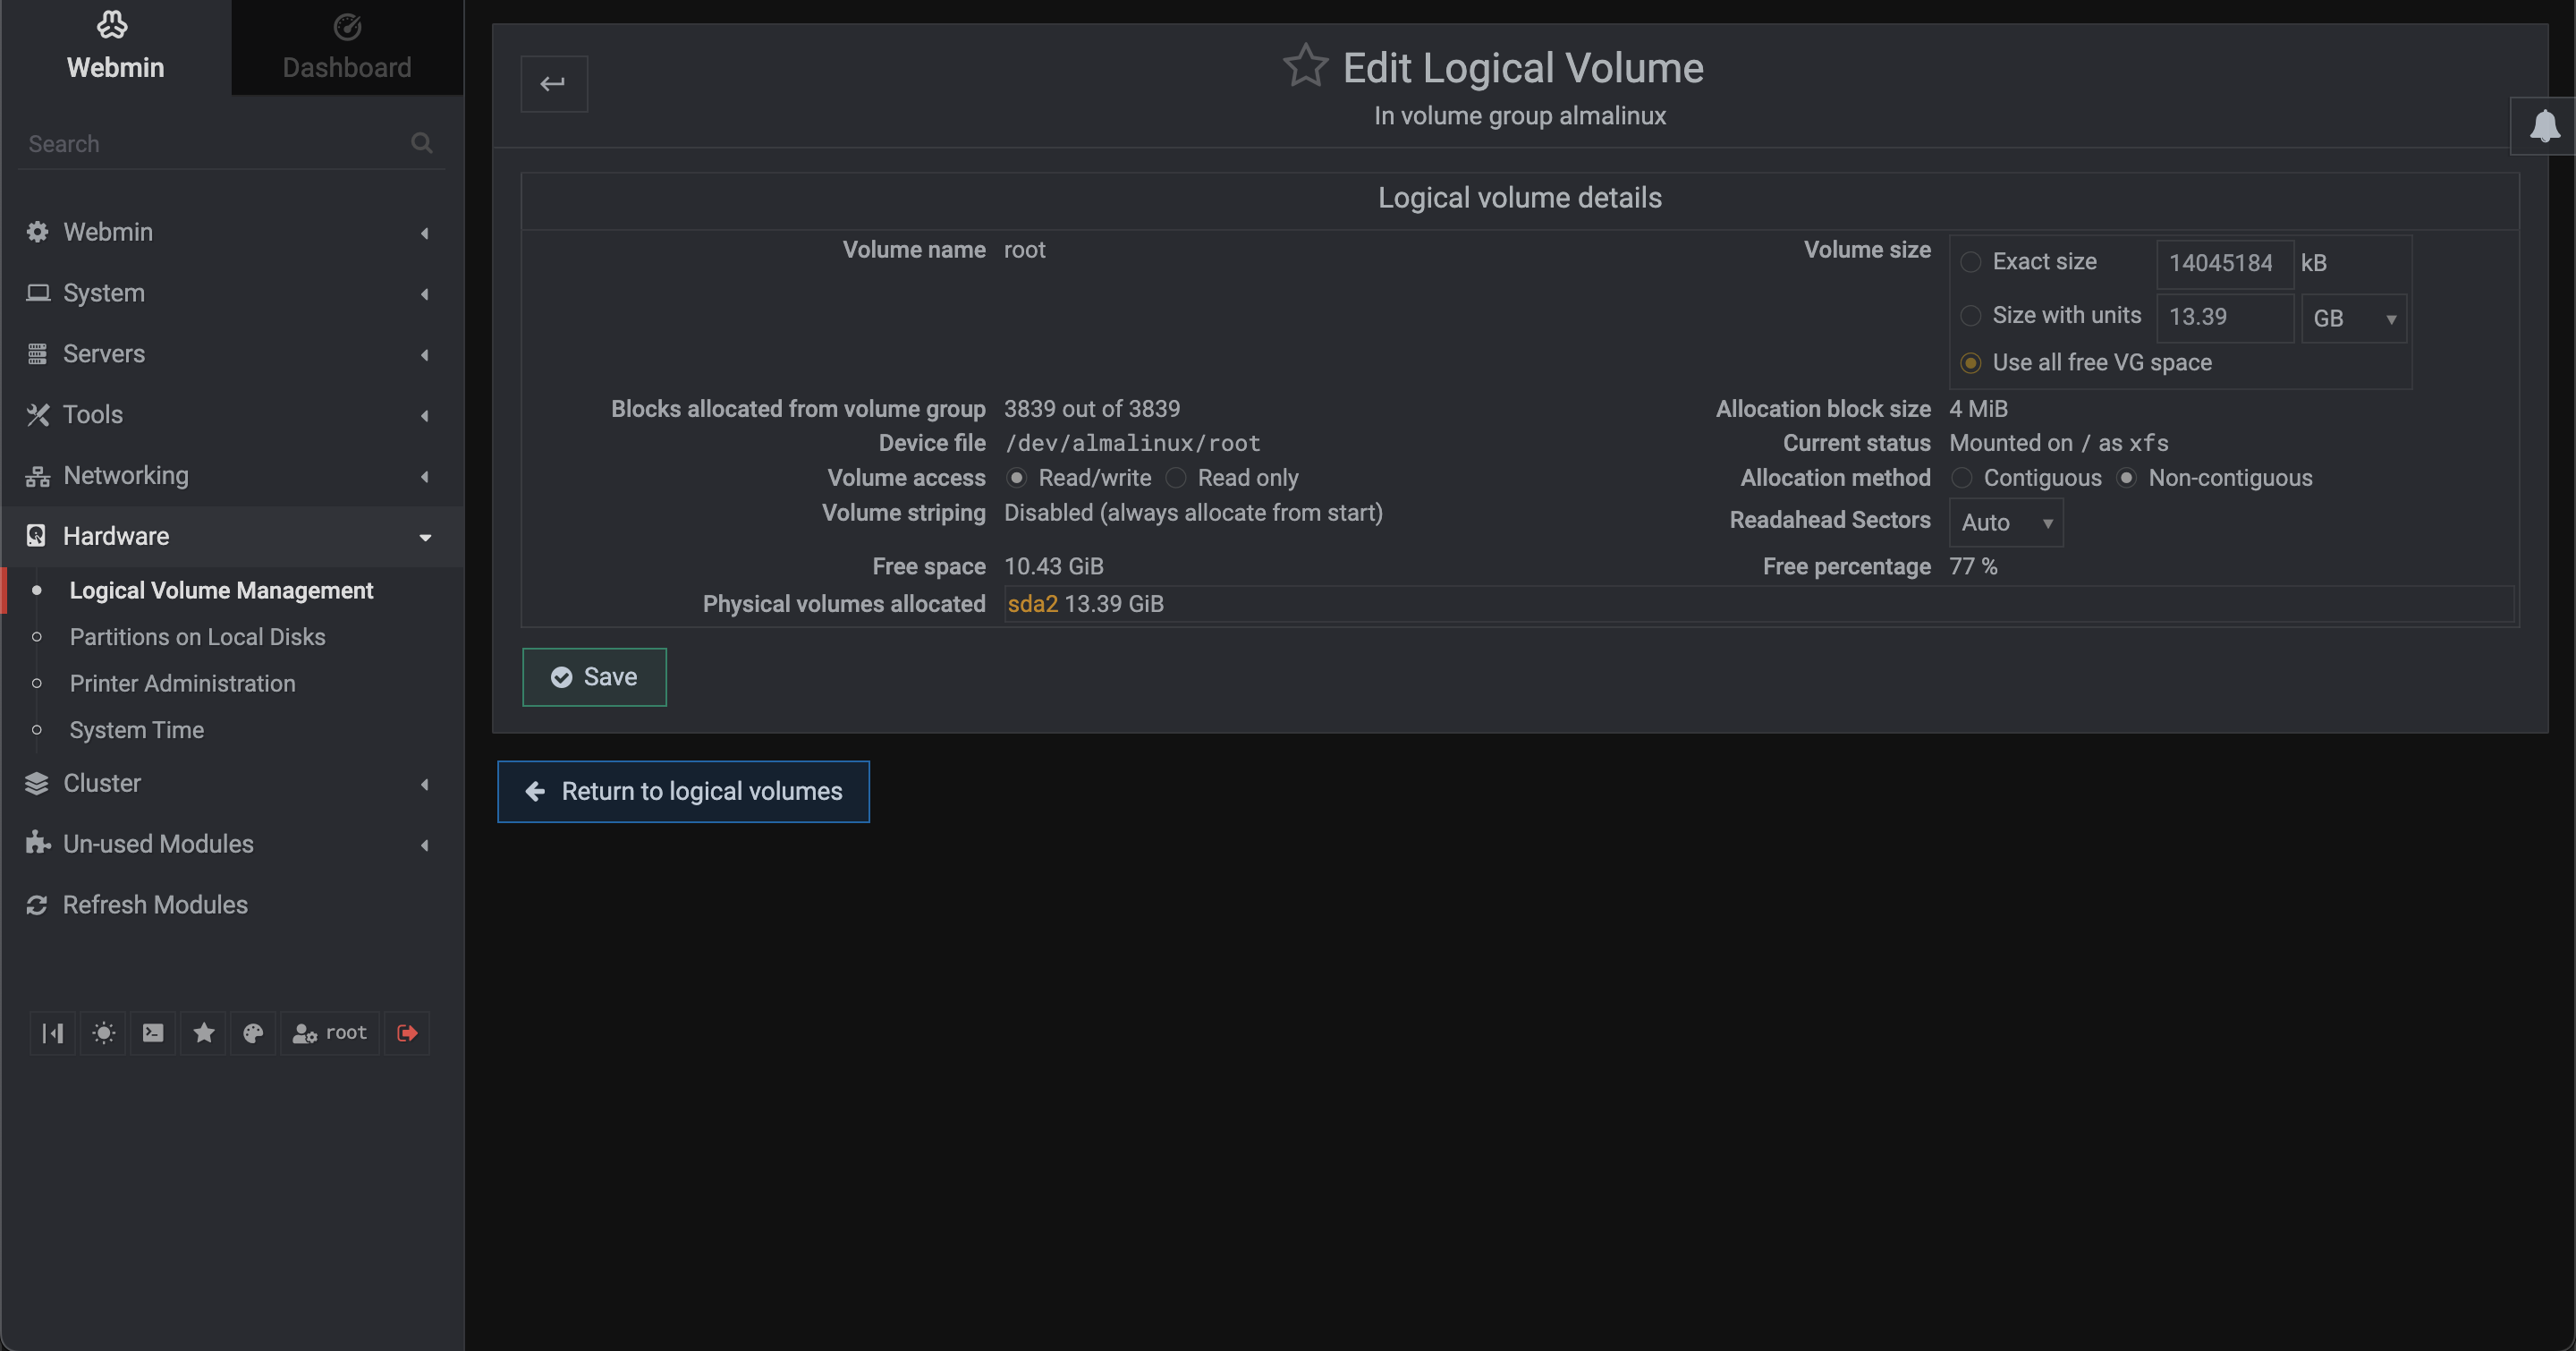 Webmin
Dashboard
Search
Webmin
System
Servers
Tools
Networking
Hardware
Logical Volume Management
Partitions on Local Disks
Printer Administration
System Time
Cluster
Un-used Modules
Refresh Modules
root
Edit Logical Volume
In volume group almalinux
Logical volume details
Volume name root
Volume size
Exact size 14045184 kB
Size with units 13.39 GB
Use all free VG space
Blocks allocated from volume group 3839 out of 3839
Allocation block size 4 MiB
Device file /dev/almalinux/root
Current status Mounted on / as xfs
Volume access Read/write Read only
Allocation method Contiguous Non-contiguous
Volume striping Disabled (always allocate from start)
Readahead Sectors Auto
Free space 10.43 GiB
Free percentage 77 %
Physical volumes allocated sda2 13.39 GiB
Save
Return to logical volumes